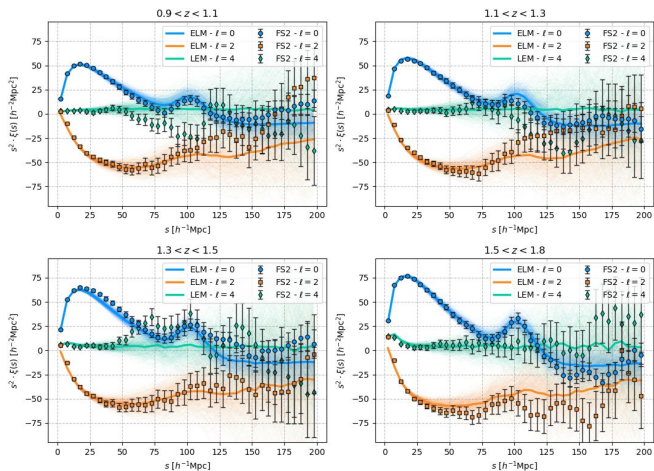 0.9 < z < 1.1
ELM - ℓ = 0
ELM - ℓ = 2
LEM - ℓ = 4
FS2 - ℓ = 0
FS2 - ℓ = 2
FS2 - ℓ = 4
s² · ξ(s) [h⁻²Mpc²]
75
50
25
0
−25
−50
−75
0 25 50 75 100 125 150 175 200
s [h⁻¹Mpc]
1.1 < z < 1.3
ELM - ℓ = 0
ELM - ℓ = 2
LEM - ℓ = 4
FS2 - ℓ = 0
FS2 - ℓ = 2
FS2 - ℓ = 4
s² · ξ(s) [h⁻²Mpc²]
75
50
25
0
−25
−50
−75
0 25 50 75 100 125 150 175 200
s [h⁻¹Mpc]
1.3 < z < 1.5
ELM - ℓ = 0
ELM - ℓ = 2
LEM - ℓ = 4
FS2 - ℓ = 0
FS2 - ℓ = 2
FS2 - ℓ = 4
s² · ξ(s) [h⁻²Mpc²]
75
50
25
0
−25
−50
−75
0 25 50 75 100 125 150 175 200
s [h⁻¹Mpc]
1.5 < z < 1.8
ELM - ℓ = 0
ELM - ℓ = 2
LEM - ℓ = 4
FS2 - ℓ = 0
FS2 - ℓ = 2
FS2 - ℓ = 4
s² · ξ(s) [h⁻²Mpc²]
75
50
25
0
−25
−50
−75
0 25 50 75 100 125 150 175 200
s [h⁻¹Mpc]